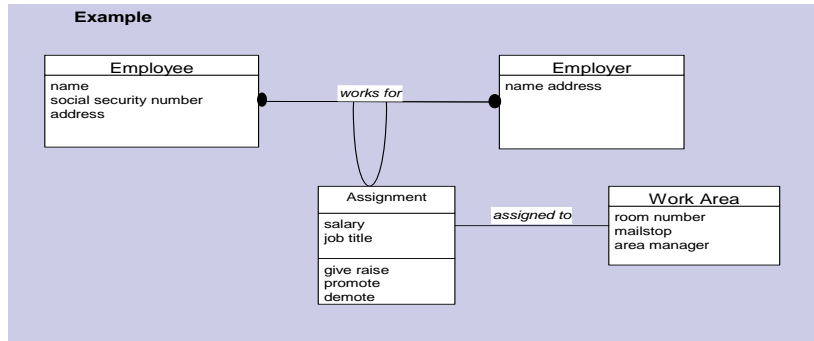 Example
Employee
name
social security number
address
works for
Employer
name address
Assignment
salary
job title
give raise
promote
demote
assigned to
Work Area
room number
mailstop
area manager